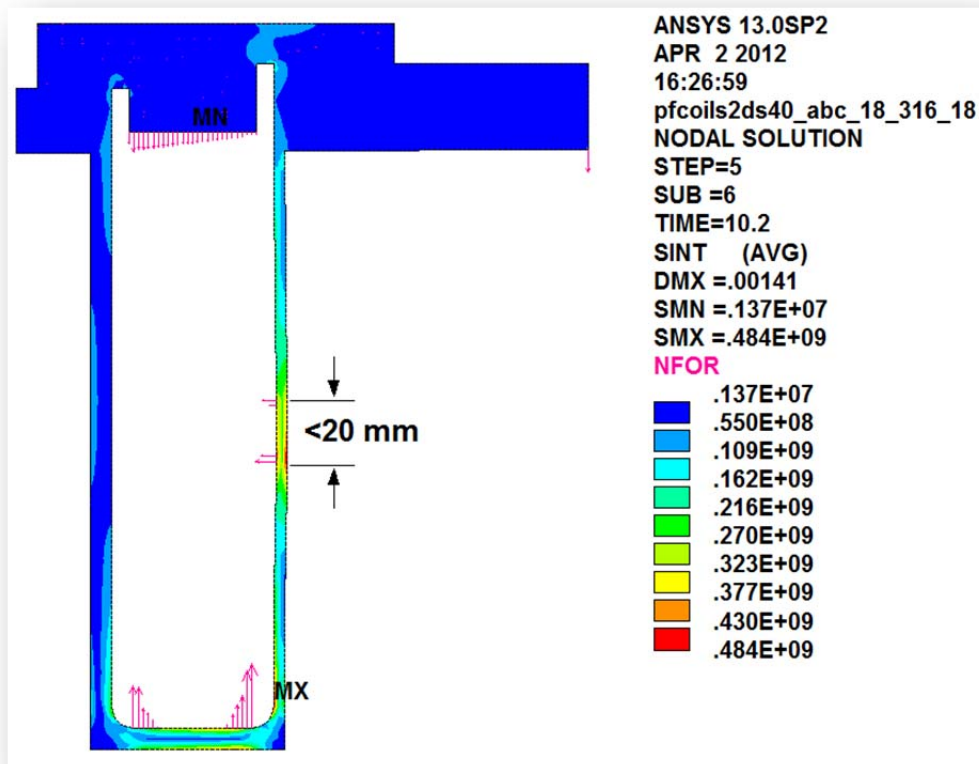 ANSYS 13.0SP2
APR 2 2012
16:26:59
pfcoils2ds40_abc_18_316_18
NODAL SOLUTION
STEP=5
SUB =6
TIME=10.2
SINT (AVG)
DMX =.00141
SMN =.137E+07
SMX =.484E+09
NFOR
.137E+07
.550E+08
.109E+09
.162E+09
.216E+09
.270E+09
.323E+09
.377E+09
.430E+09
.484E+09
MN
<20 mm
MX